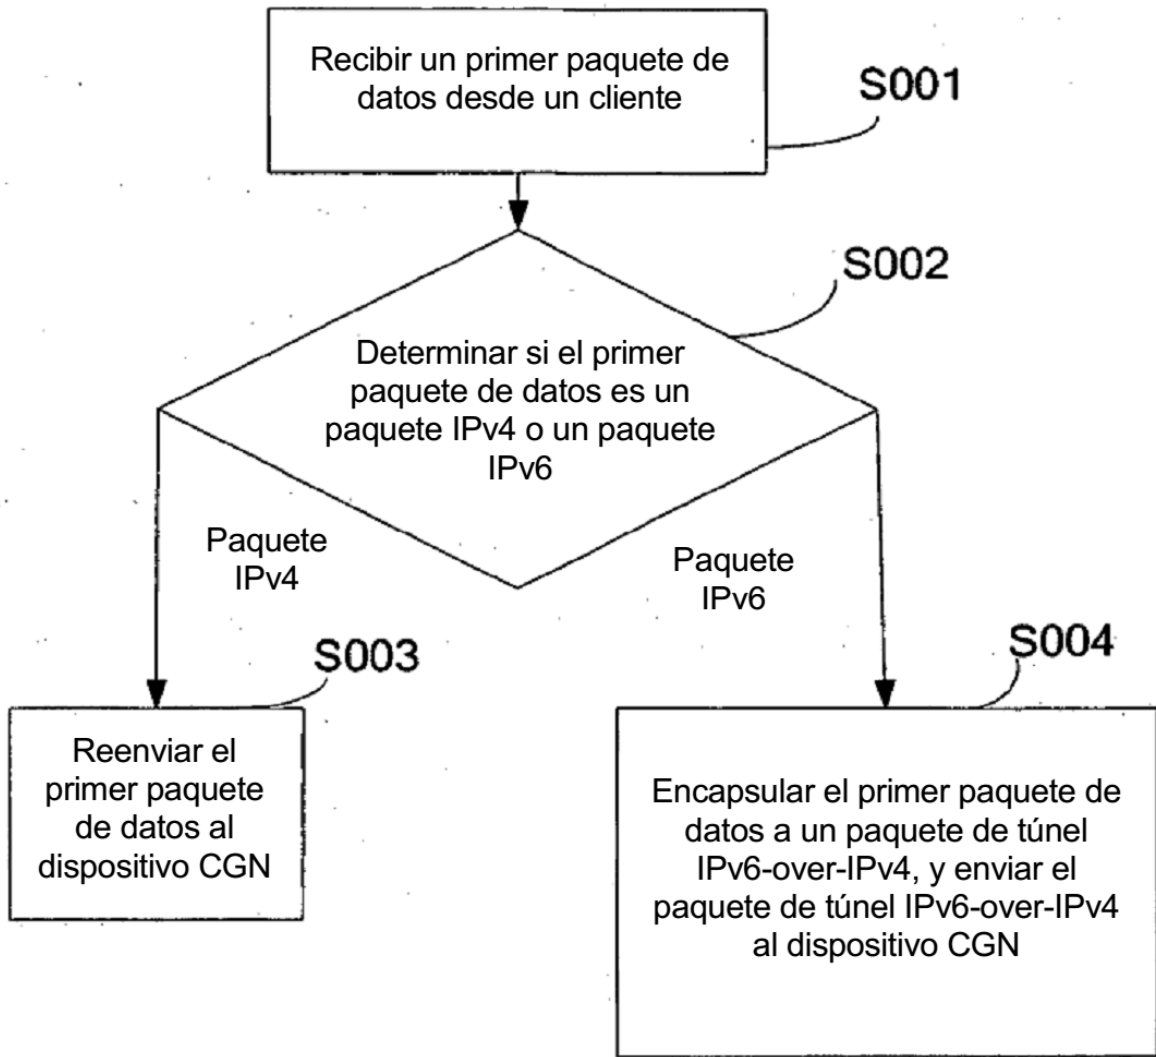 Recibir un primer paquete de
datos desde un cliente
S001
S002
Determinar si el primer
paquete de datos es un
paquete IPv4 o un paquete
IPv6
Paquete
IPv4
Paquete
IPv6
S003
S004
Reenviar el
primer paquete
de datos al
dispositivo CGN
Encapsular el primer paquete de
datos a un paquete de túnel
IPv6-over-IPv4, y enviar el
paquete de túnel IPv6-over-IPv4
al dispositivo CGN